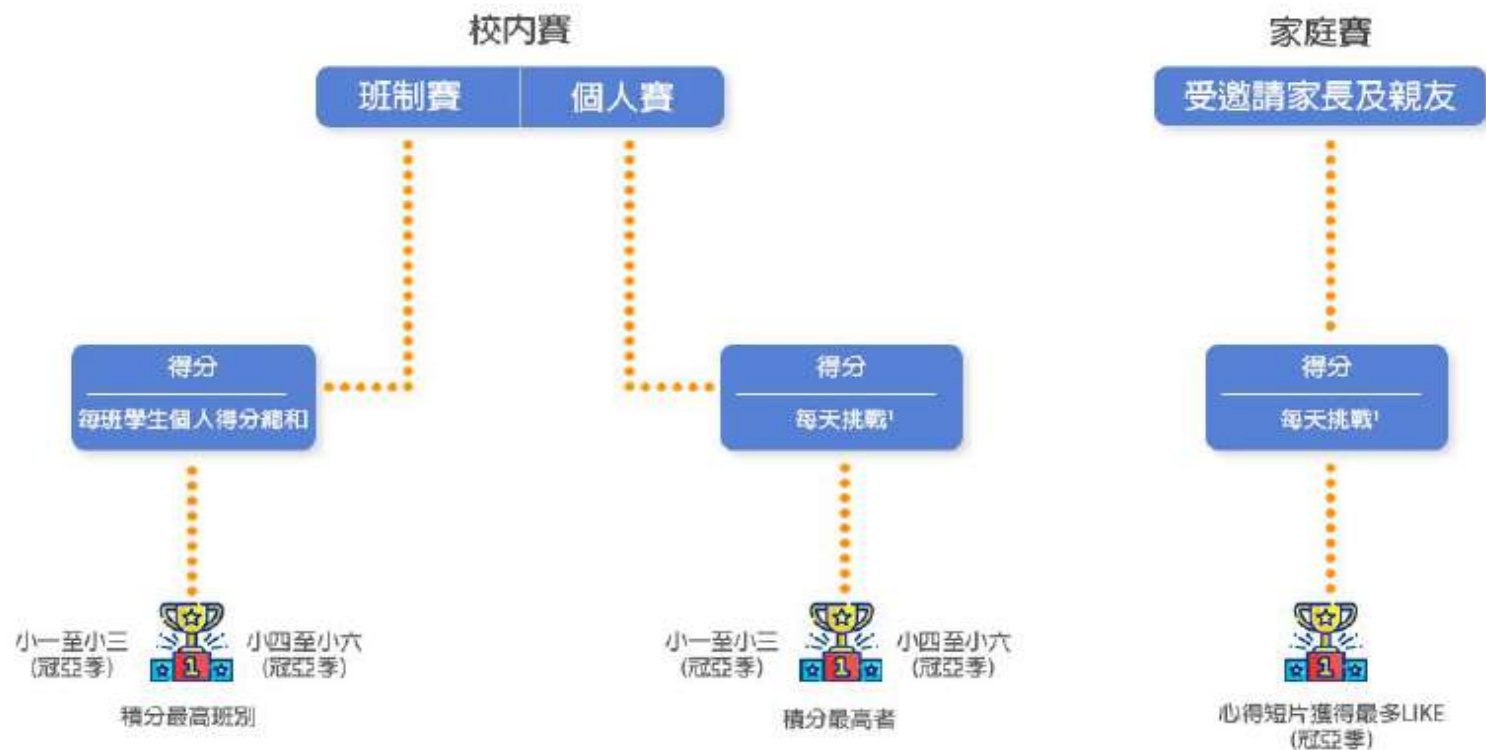 校内賽
班制賽
個人賽
得分
每班學生個人得分總和
小一至小三
(冠亞季)
1
小四至小六
(冠亞季)
積分最高班別
得分
每天挑戰¹
小一至小三
(冠亞季)
1
小四至小六
(冠亞季)
積分最高者
家庭賽
受邀請家長及親友
得分
每天挑戰¹
1
心得短片獲得最多LIKE
(冠亞季)